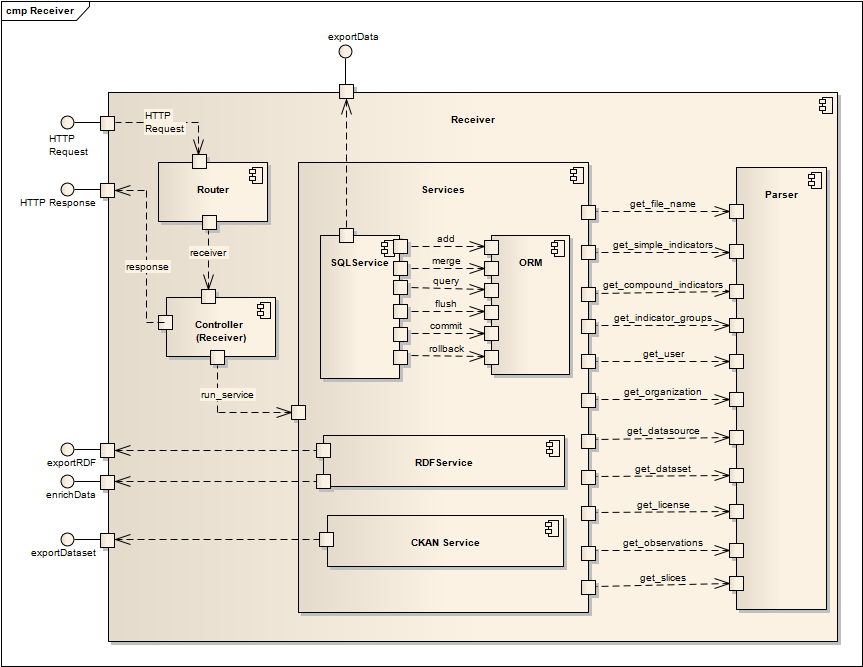 cmp Receiver
exportData
Receiver
HTTP
Request
HTTP
Request
Router
HTTP Response
receiver
response
Controller
(Receiver)
run_service
Services
SQLService
add
merge
query
flush
commit
rollback
ORM
get_file_name
get_simple_indicators
get_compound_indicators
get_indicator_groups
get_user
get_organization
get_datasource
get_dataset
get_license
get_observations
get_slices
Parser
exportRDF
RDFService
enrichData
CKAN Service
exportDataset